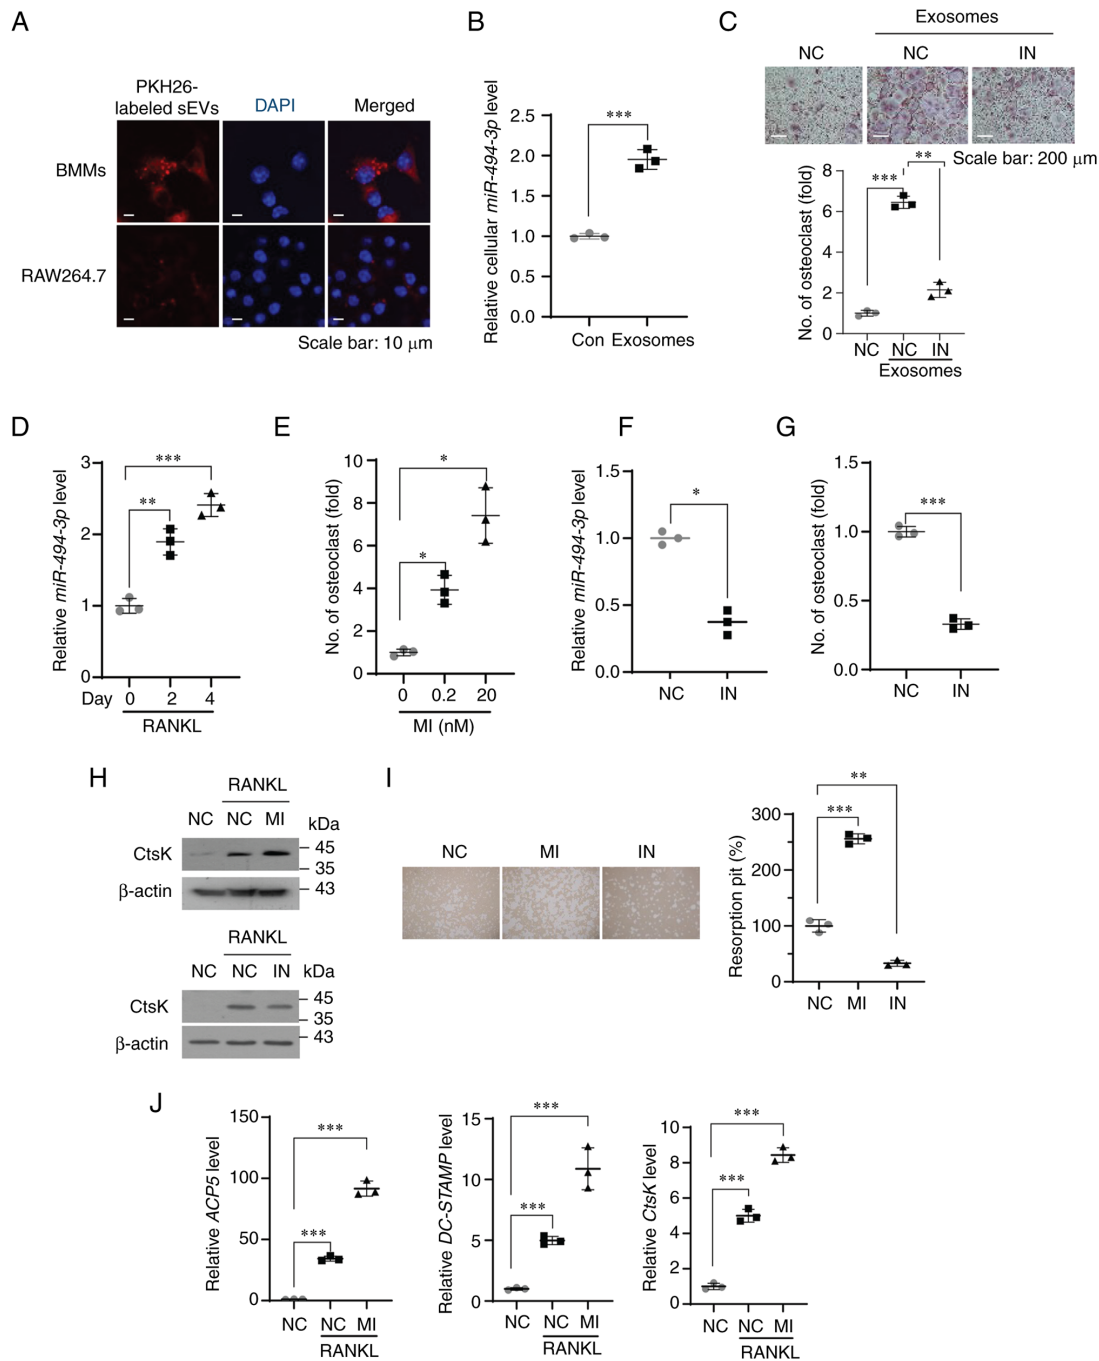 A
PKH26-
labeled sEVs
DAPI
Merged
BMMs
RAW264.7
Scale bar: 10 μm
B
Relative cellular miR-494-3p level
2.5
2.0
1.5
1.0
0.5
0.0
***
Con Exosomes
C
Exosomes
NC NC IN
Scale bar: 200 μm
No. of osteoclast (fold)
8
6
4
2
0
*** **
NC NC IN
Exosomes
D
Relative miR-494-3p level
3
2
1
0
***
**
Day 0 2 4
RANKL
E
No. of osteoclast (fold)
10
8
6
4
2
0
*
*
0 0.2 20
MI (nM)
F
Relative miR-494-3p level
1.5
1.0
0.5
0.0
*
NC IN
G
No. of osteoclast (fold)
1.5
1.0
0.5
0.0
***
NC IN
H
RANKL
NC NC MI kDa
CtsK
45
35
β-actin
43
RANKL
NC NC IN kDa
CtsK
45
35
β-actin
43
I
NC MI IN
Resorption pit (%)
300
200
100
0
**
***
NC MI IN
J
Relative ACP5 level
150
100
50
0
***
***
NC NC MI
RANKL
Relative DC-STAMP level
15
10
5
0
***
***
NC NC MI
RANKL
Relative CtsK level
10
8
6
4
2
0
***
***
NC NC MI
RANKL